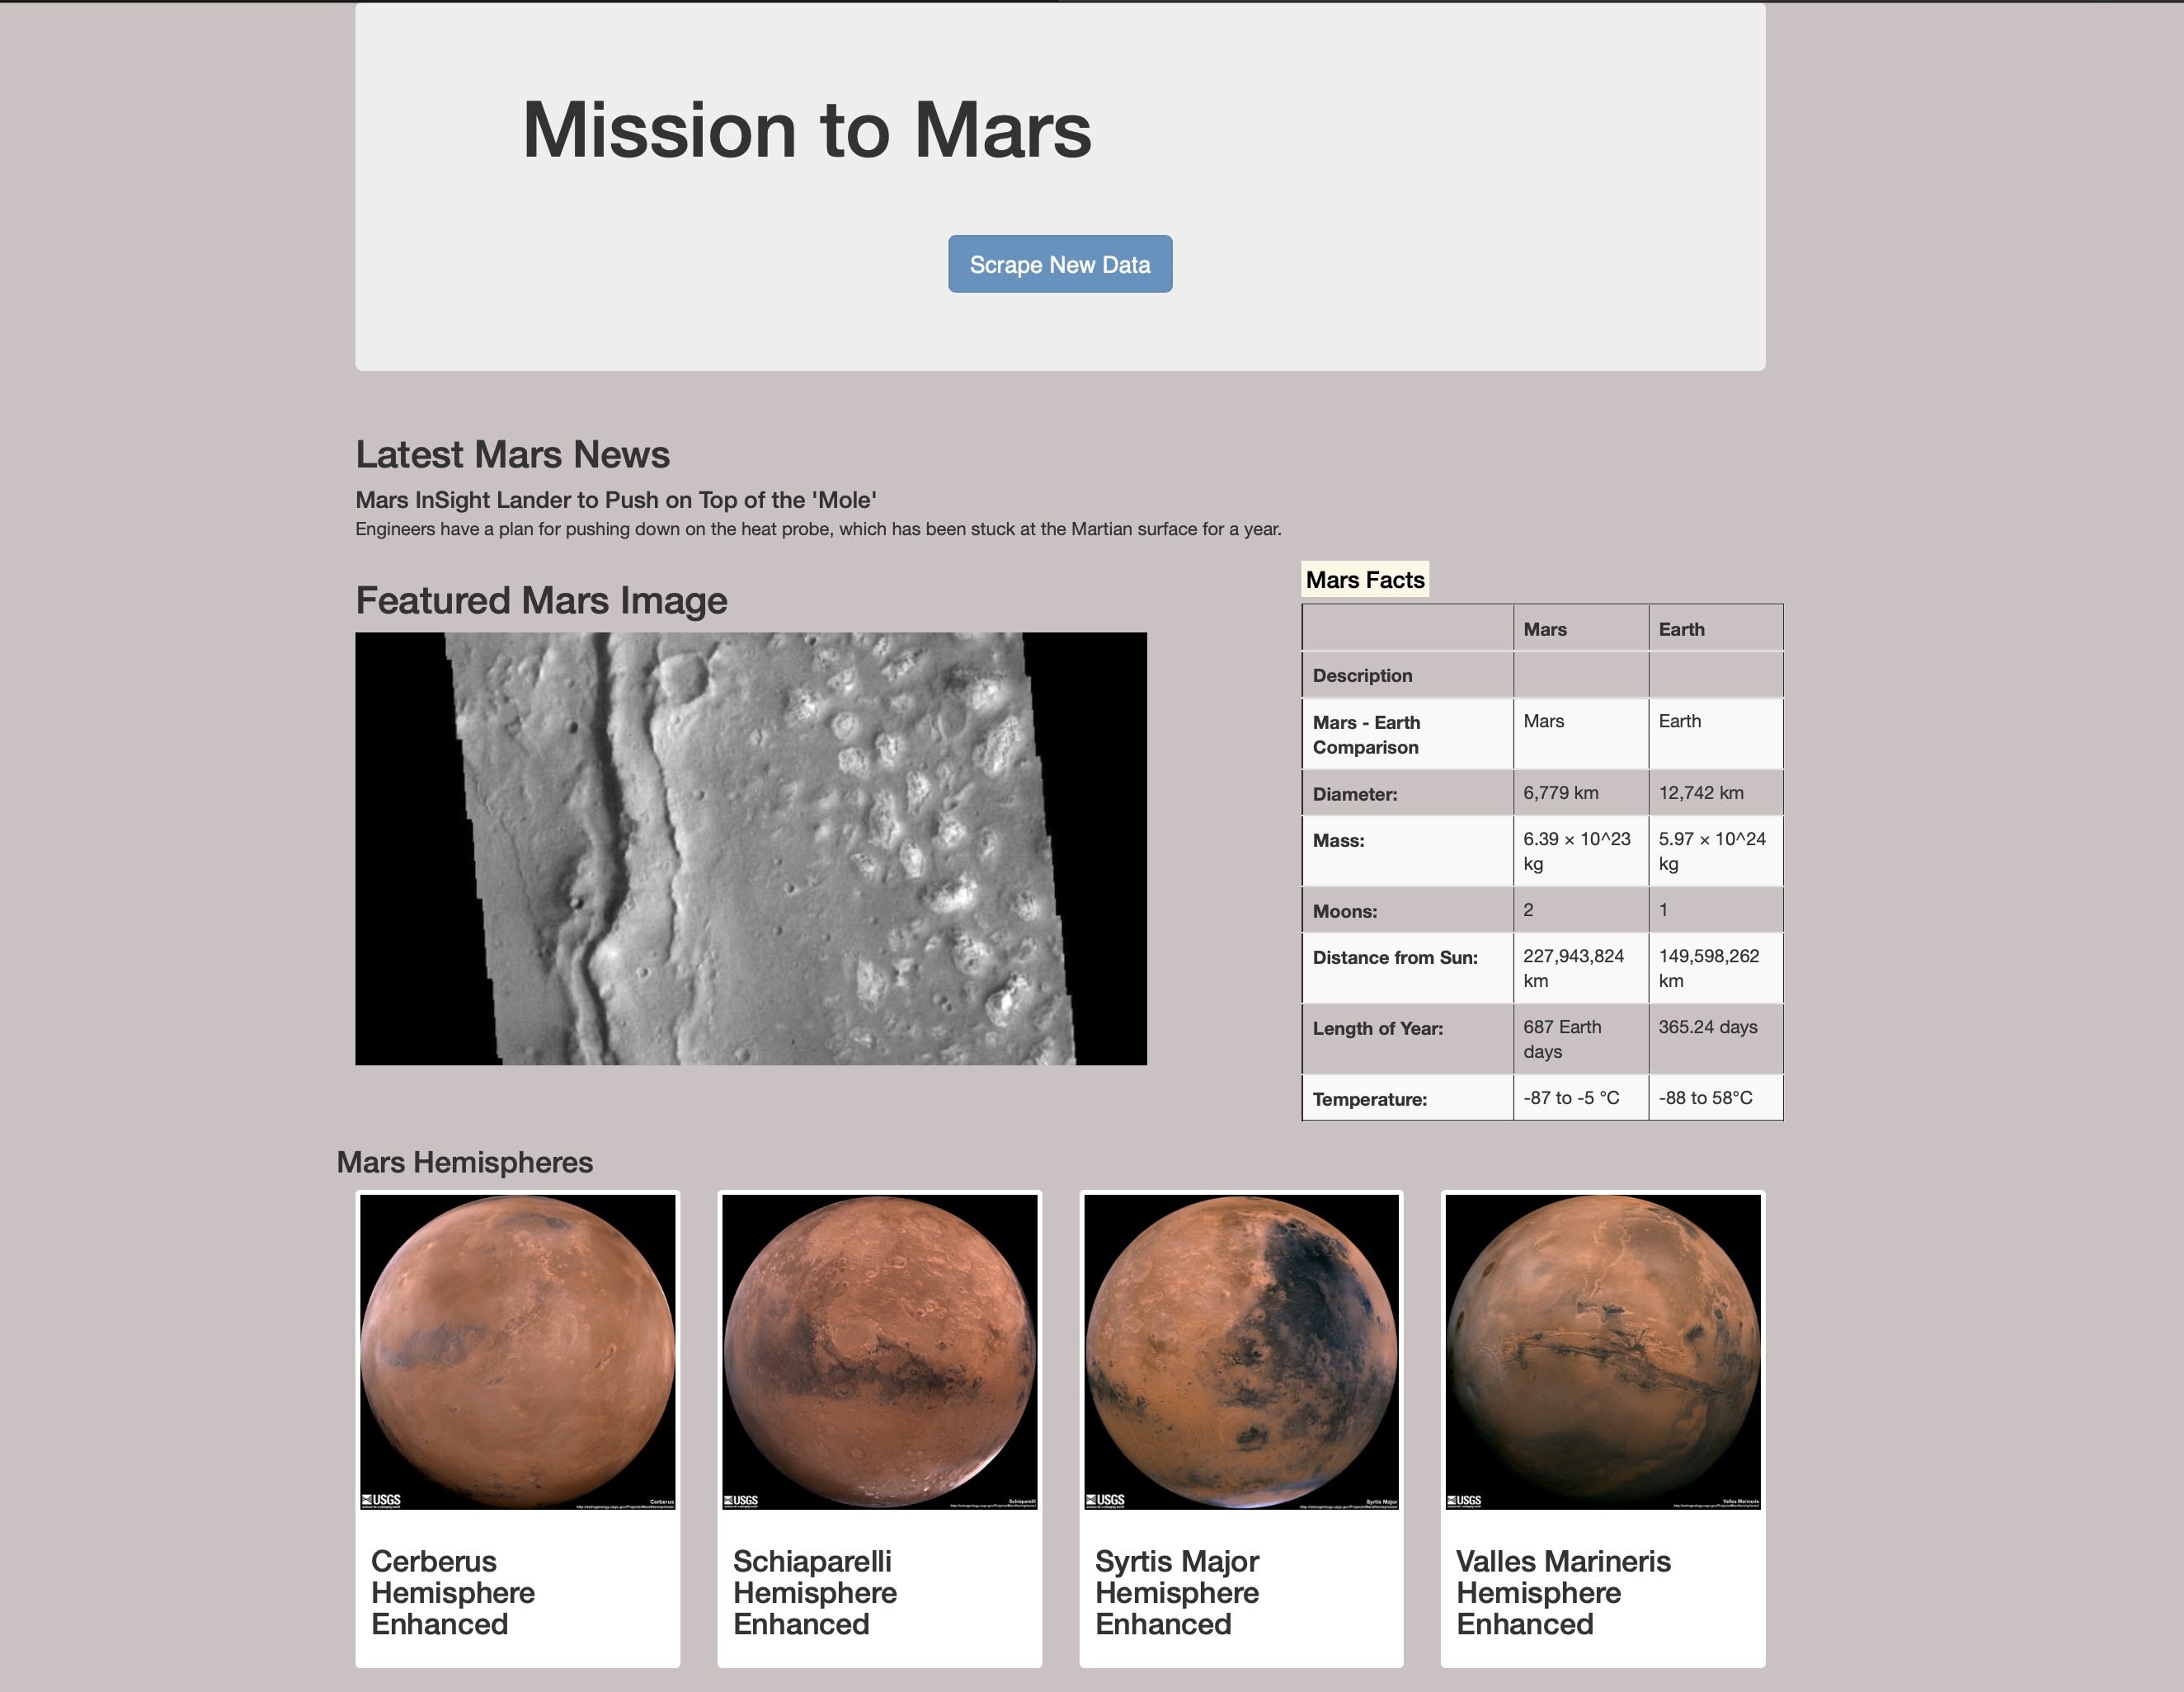 Mission to Mars
Scrape New Data
Latest Mars News
Mars InSight Lander to Push on Top of the 'Mole'
Engineers have a plan for pushing down on the heat probe, which has been stuck at the Martian surface for a year.
Featured Mars Image
Mars Facts
Mars Earth
Description
Mars - Earth Comparison Mars Earth
Diameter: 6,779 km 12,742 km
Mass: 6.39 × 10^23 kg 5.97 × 10^24 kg
Moons: 2 1
Distance from Sun: 227,943,824 km 149,598,262 km
Length of Year: 687 Earth days 365.24 days
Temperature: -87 to -5 °C -88 to 58°C
Mars Hemispheres
USGS
Cerberus
USGS
Schiaparelli
USGS
Syrtis Major
USGS
Valles Marineris
Cerberus
Hemisphere
Enhanced
Schiaparelli
Hemisphere
Enhanced
Syrtis Major
Hemisphere
Enhanced
Valles Marineris
Hemisphere
Enhanced